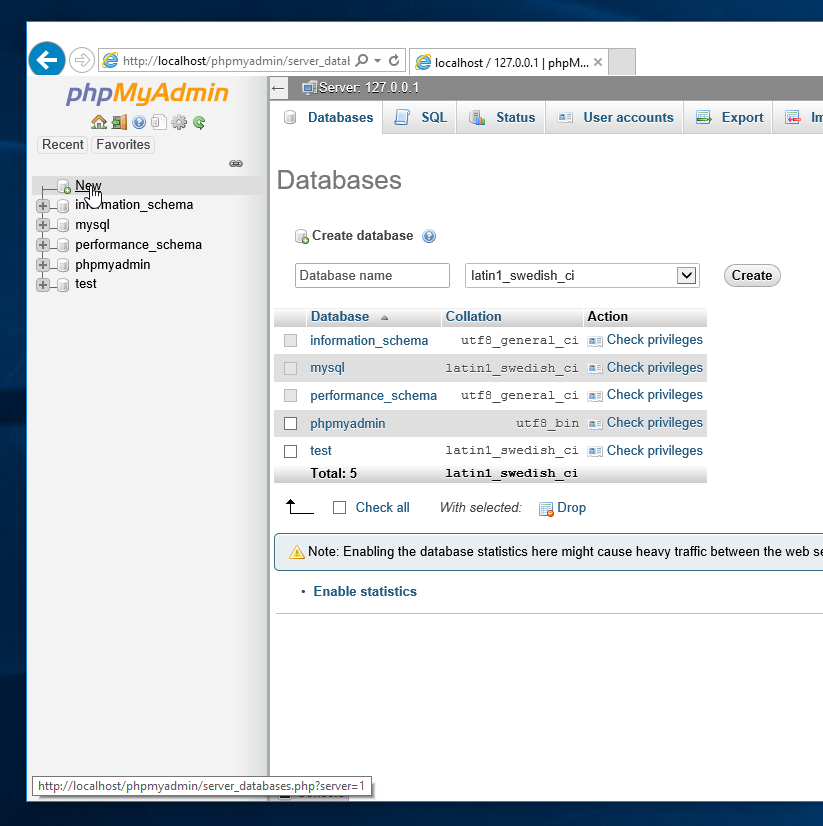 http://localhost/phpmyadmin/server_datal
localhost / 127.0.0.1 | phpM...
phpMyAdmin
Recent
Favorites
New
information_schema
mysql
performance_schema
phpmyadmin
test
Server: 127.0.0.1
Databases SQL Status User accounts Export Im
Databases
Create database
Database name latin1_swedish_ci Create
Database Collation Action
information_schema utf8_general_ci Check privileges
mysql latin1_swedish_ci Check privileges
performance_schema utf8_general_ci Check privileges
phpmyadmin utf8_bin Check privileges
test latin1_swedish_ci Check privileges
Total: 5 latin1_swedish_ci
Check all With selected: Drop
Note: Enabling the database statistics here might cause heavy traffic between the web se
• Enable statistics
http://localhost/phpmyadmin/server_databases.php?server=1